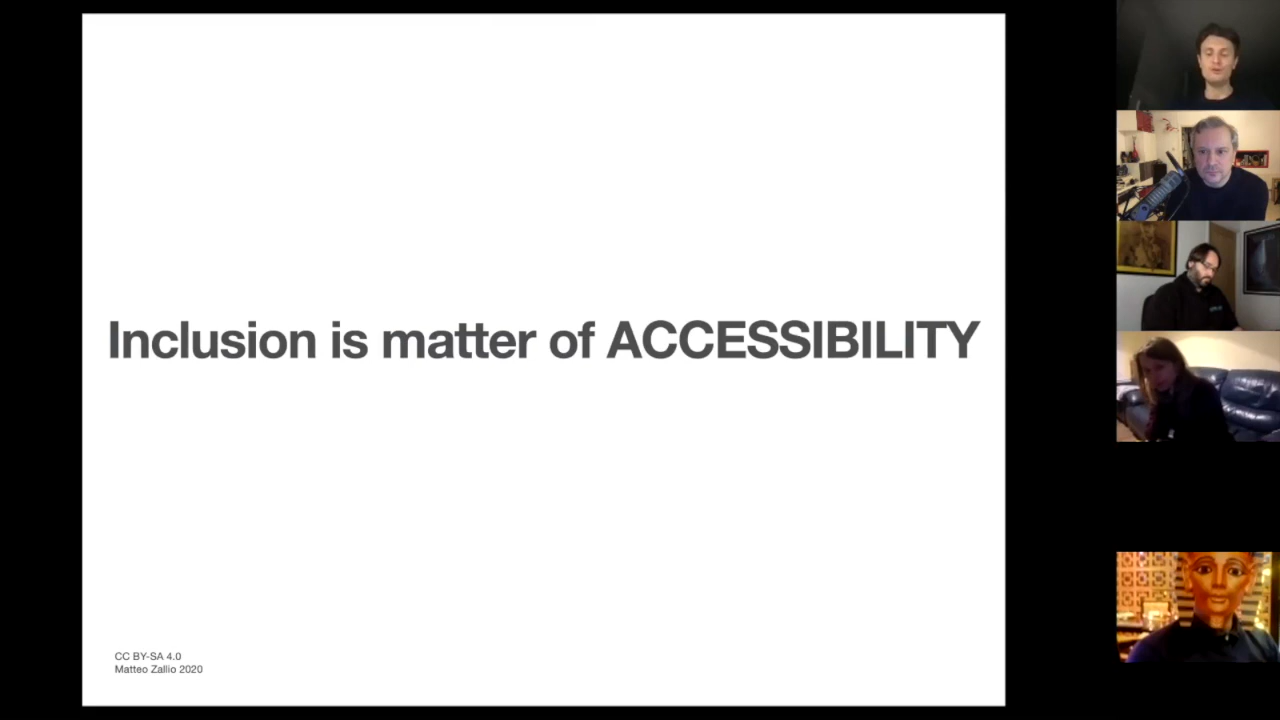 Inclusion is matter of ACCESSIBILITY
CC BY-SA 4.0
Matteo Zallio 2020